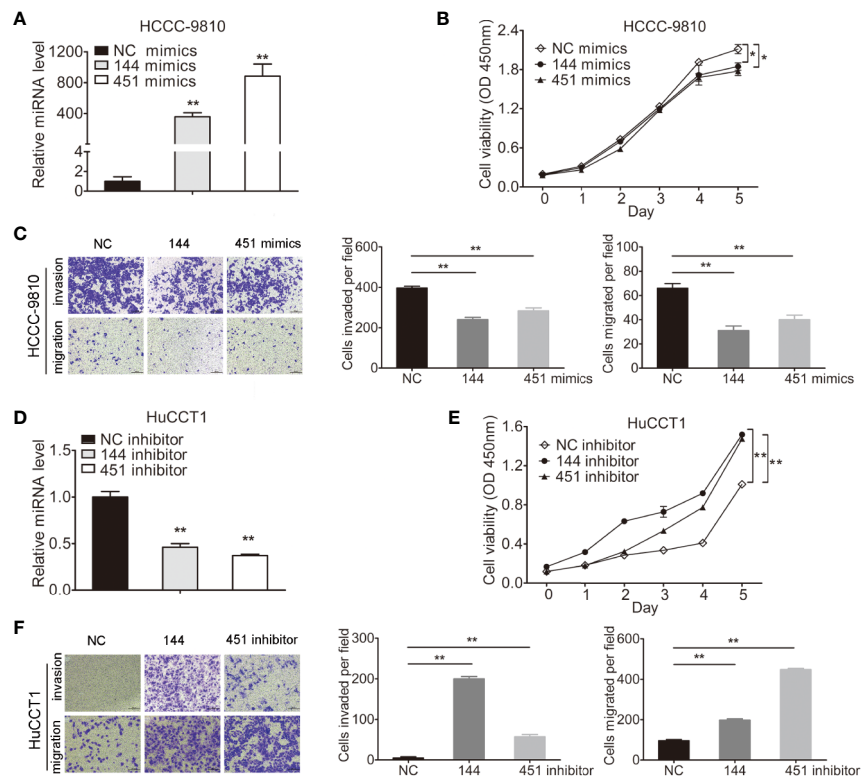 A
HCCC-9810
Relative miRNA level
1200
800
400
4
2
0
NC mimics
144 mimics
451 mimics
**
**
B
HCCC-9810
Cell viability (OD 450nm)
2.4
1.8
1.2
0.6
0.0
NC mimics
144 mimics
451 mimics
*
*
0 1 2 3 4 5
Day
C
NC 144 451 mimics
HCCC-9810
invasion
migration
Cells invaded per field
600
400
200
0
**
**
NC 144 451 mimics
Cells migrated per field
100
80
60
40
20
0
**
**
NC 144 451 mimics
D
HuCCT1
Relative miRNA level
1.5
1.0
0.5
0.0
NC inhibitor
144 inhibitor
451 inhibitor
**
**
E
HuCCT1
Cell viability (OD 450nm)
1.6
1.2
0.8
0.4
0.0
NC inhibitor
144 inhibitor
451 inhibitor
**
**
0 1 2 3 4 5
Day
F
NC 144 451 inhibitor
HuCCT1
invasion
migration
Cells invaded per field
300
200
100
0
**
**
NC 144 451 inhibitor
Cells migrated per field
600
400
200
0
**
**
NC 144 451 inhibitor